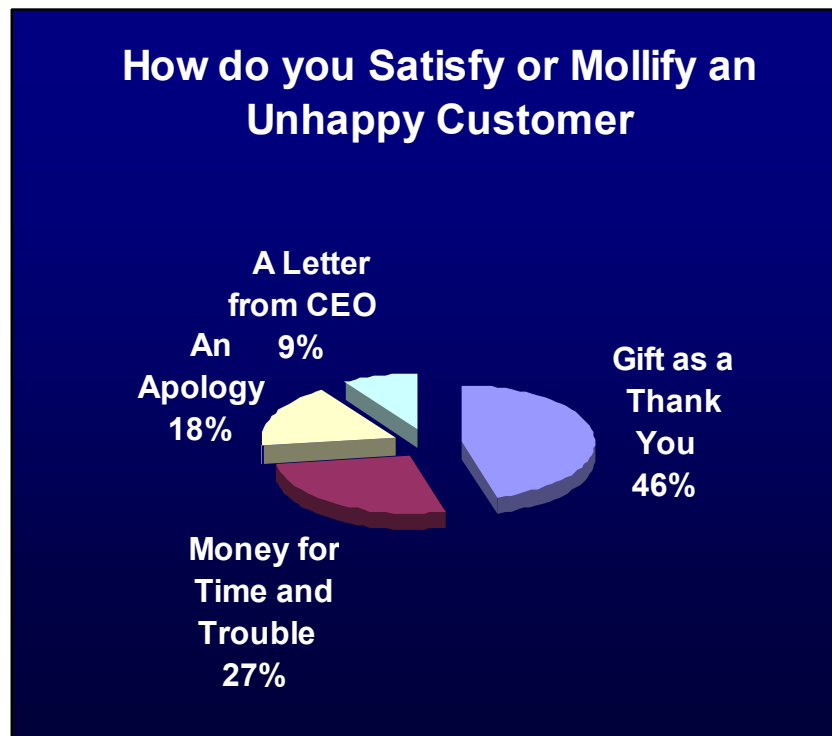 How do you Satisfy or Mollify an
Unhappy Customer
A Letter
from CEO
9%
An
Apology
18%
Gift as a
Thank
You
46%
Money for
Time and
Trouble
27%